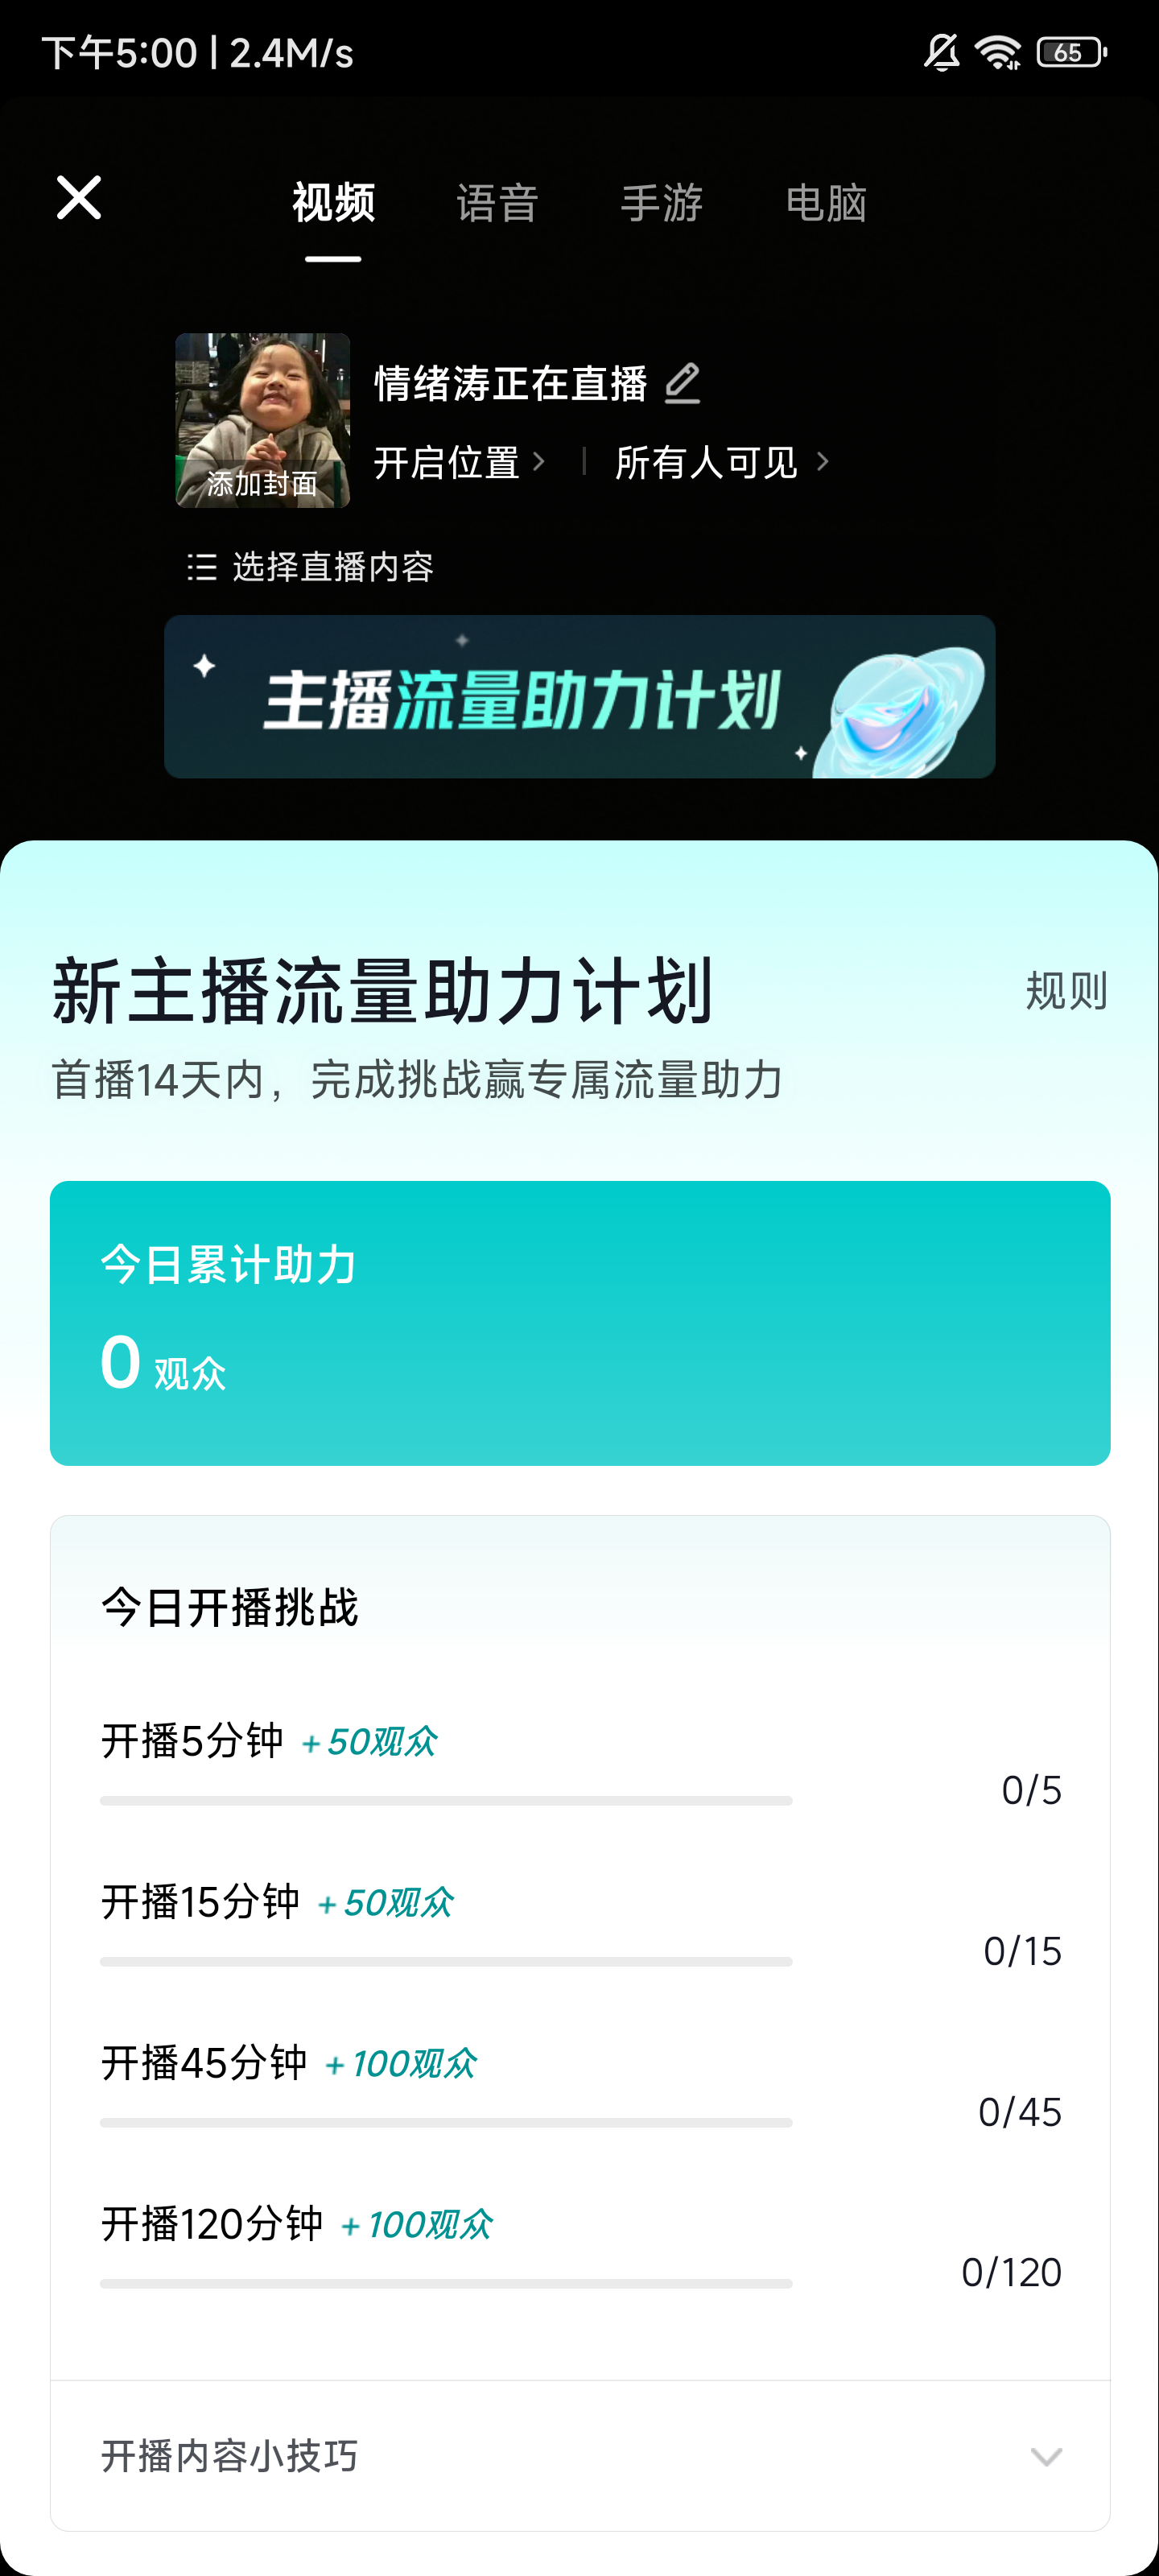 下午5:00 | 2.4M/s
65
视频 语音 手游 电脑
情绪涛正在直播
开启位置 > | 所有人可见 >
添加封面
选择直播内容
主播流量助力计划
新主播流量助力计划
规则
首播14天内，完成挑战赢专属流量助力
今日累计助力
0 观众
今日开播挑战
开播5分钟 +50观众
0/5
开播15分钟 +50观众
0/15
开播45分钟 +100观众
0/45
开播120分钟 +100观众
0/120
开播内容小技巧